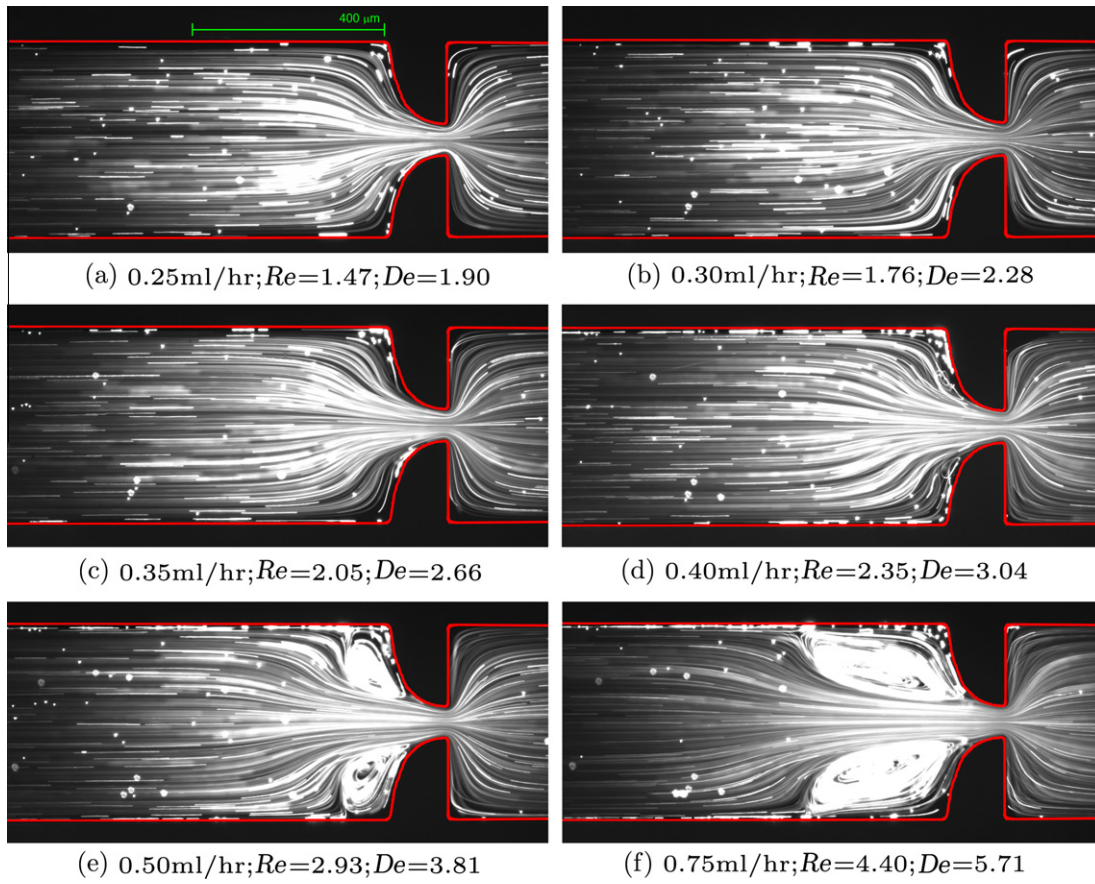 400 µm
(a) 0.25ml/hr;Re=1.47;De=1.90
(b) 0.30ml/hr;Re=1.76;De=2.28
(c) 0.35ml/hr;Re=2.05;De=2.66
(d) 0.40ml/hr;Re=2.35;De=3.04
(e) 0.50ml/hr;Re=2.93;De=3.81
(f) 0.75ml/hr;Re=4.40;De=5.71